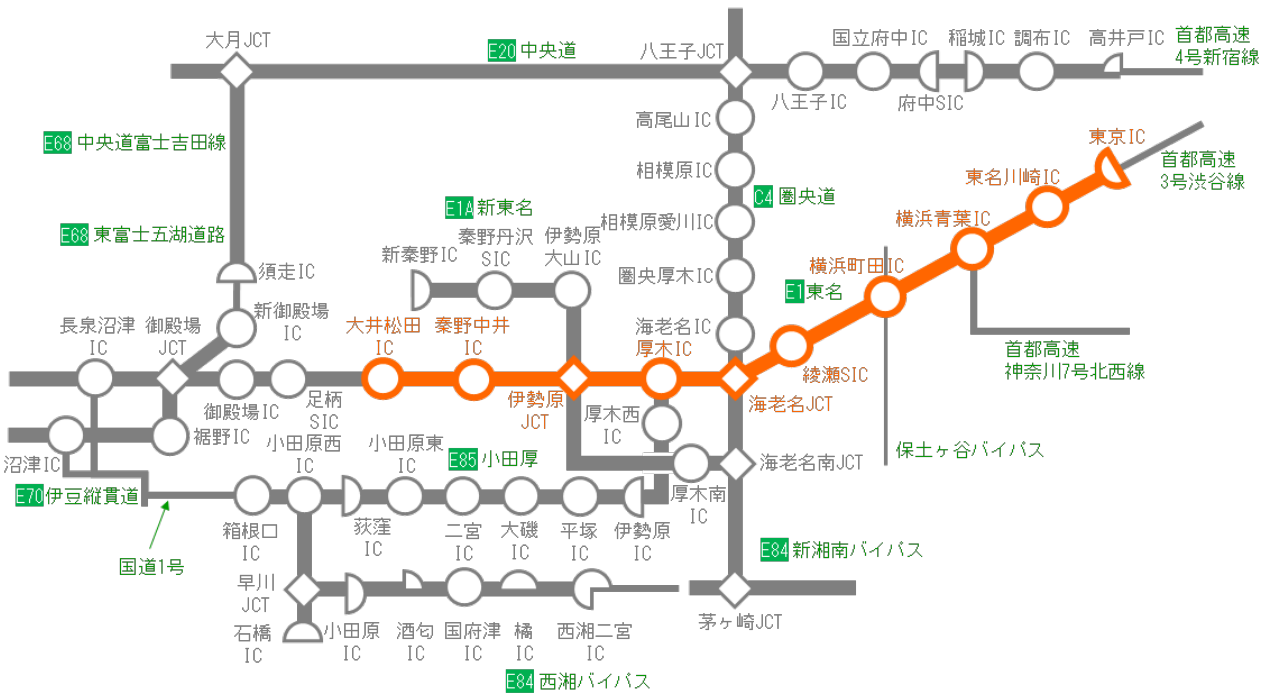 大月JCT
E20 中央道
八王子JCT
国立府中IC
稲城IC
調布IC
高井戸IC
首都高速
4号新宿線
八王子IC
府中SIC
高尾山IC
E68 中央道富士吉田線
東京IC
首都高速
3号渋谷線
相模原IC
東名川崎IC
C4 圏央道
E1A 新東名
相模原愛川IC
横浜青葉IC
E68 東富士五湖道路
新秦野IC
秦野丹沢
SIC
伊勢原
大山IC
須走IC
圏央厚木IC
横浜町田IC
E1 東名
新御殿場
IC
長泉沼津
IC
御殿場
JCT
大井松田
IC
秦野中井
IC
海老名IC
厚木IC
首都高速
神奈川7号北西線
綾瀬SIC
御殿場IC
足柄
SIC
伊勢原
JCT
海老名JCT
厚木西
IC
裾野IC
小田原西
IC
小田原東
IC
E85 小田厚
沼津IC
海老名南JCT
保土ヶ谷バイパス
E70 伊豆縦貫道
厚木南
IC
箱根口
IC
荻窪
IC
二宮
IC
大磯
IC
平塚
IC
伊勢原
IC
国道1号
E84 新湘南バイパス
早川
JCT
茅ヶ崎JCT
石橋
IC
小田原
IC
酒匂
IC
国府津
IC
橘
IC
西湘二宮
IC
E84 西湘バイパス